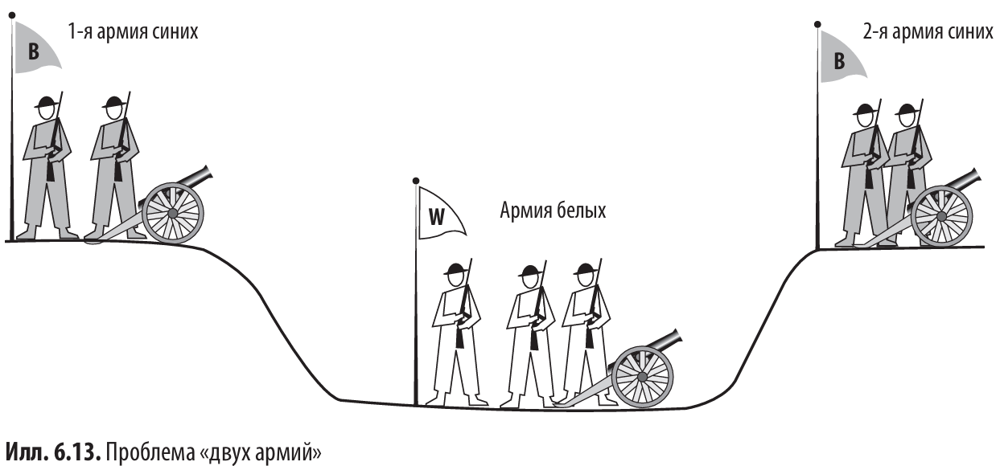 1-я армия синих
B
2-я армия синих
B
Армия белых
W
Илл. 6.13. Проблема «двух армий»